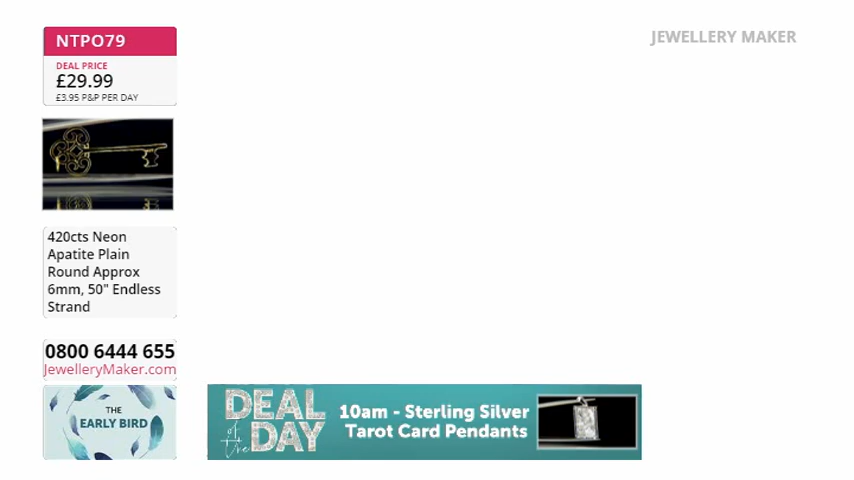 NTPO79
DEAL PRICE
£29.99
£3.95 P&P PER DAY
420cts Neon
Apatite Plain
Round Approx
6mm, 50" Endless
Strand
0800 6444 655
JewelleryMaker.com
THE
EARLY BIRD
JEWELLERY MAKER
DEAL
of
the
DAY
10am - Sterling Silver
Tarot Card Pendants